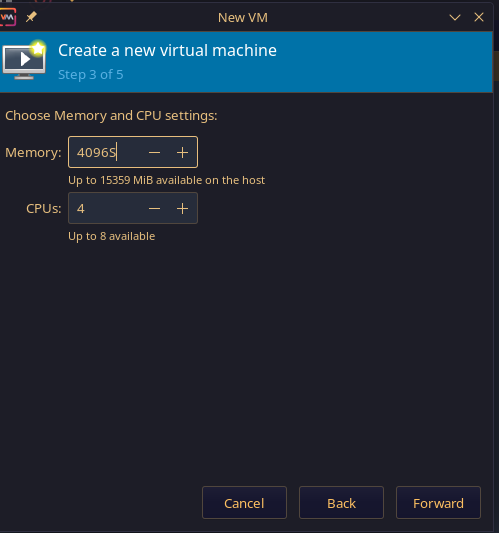 New VM
Create a new virtual machine
Step 3 of 5
Choose Memory and CPU settings:
Memory: 4096S
Up to 15359 MiB available on the host
CPUs: 4
Up to 8 available
Cancel Back Forward